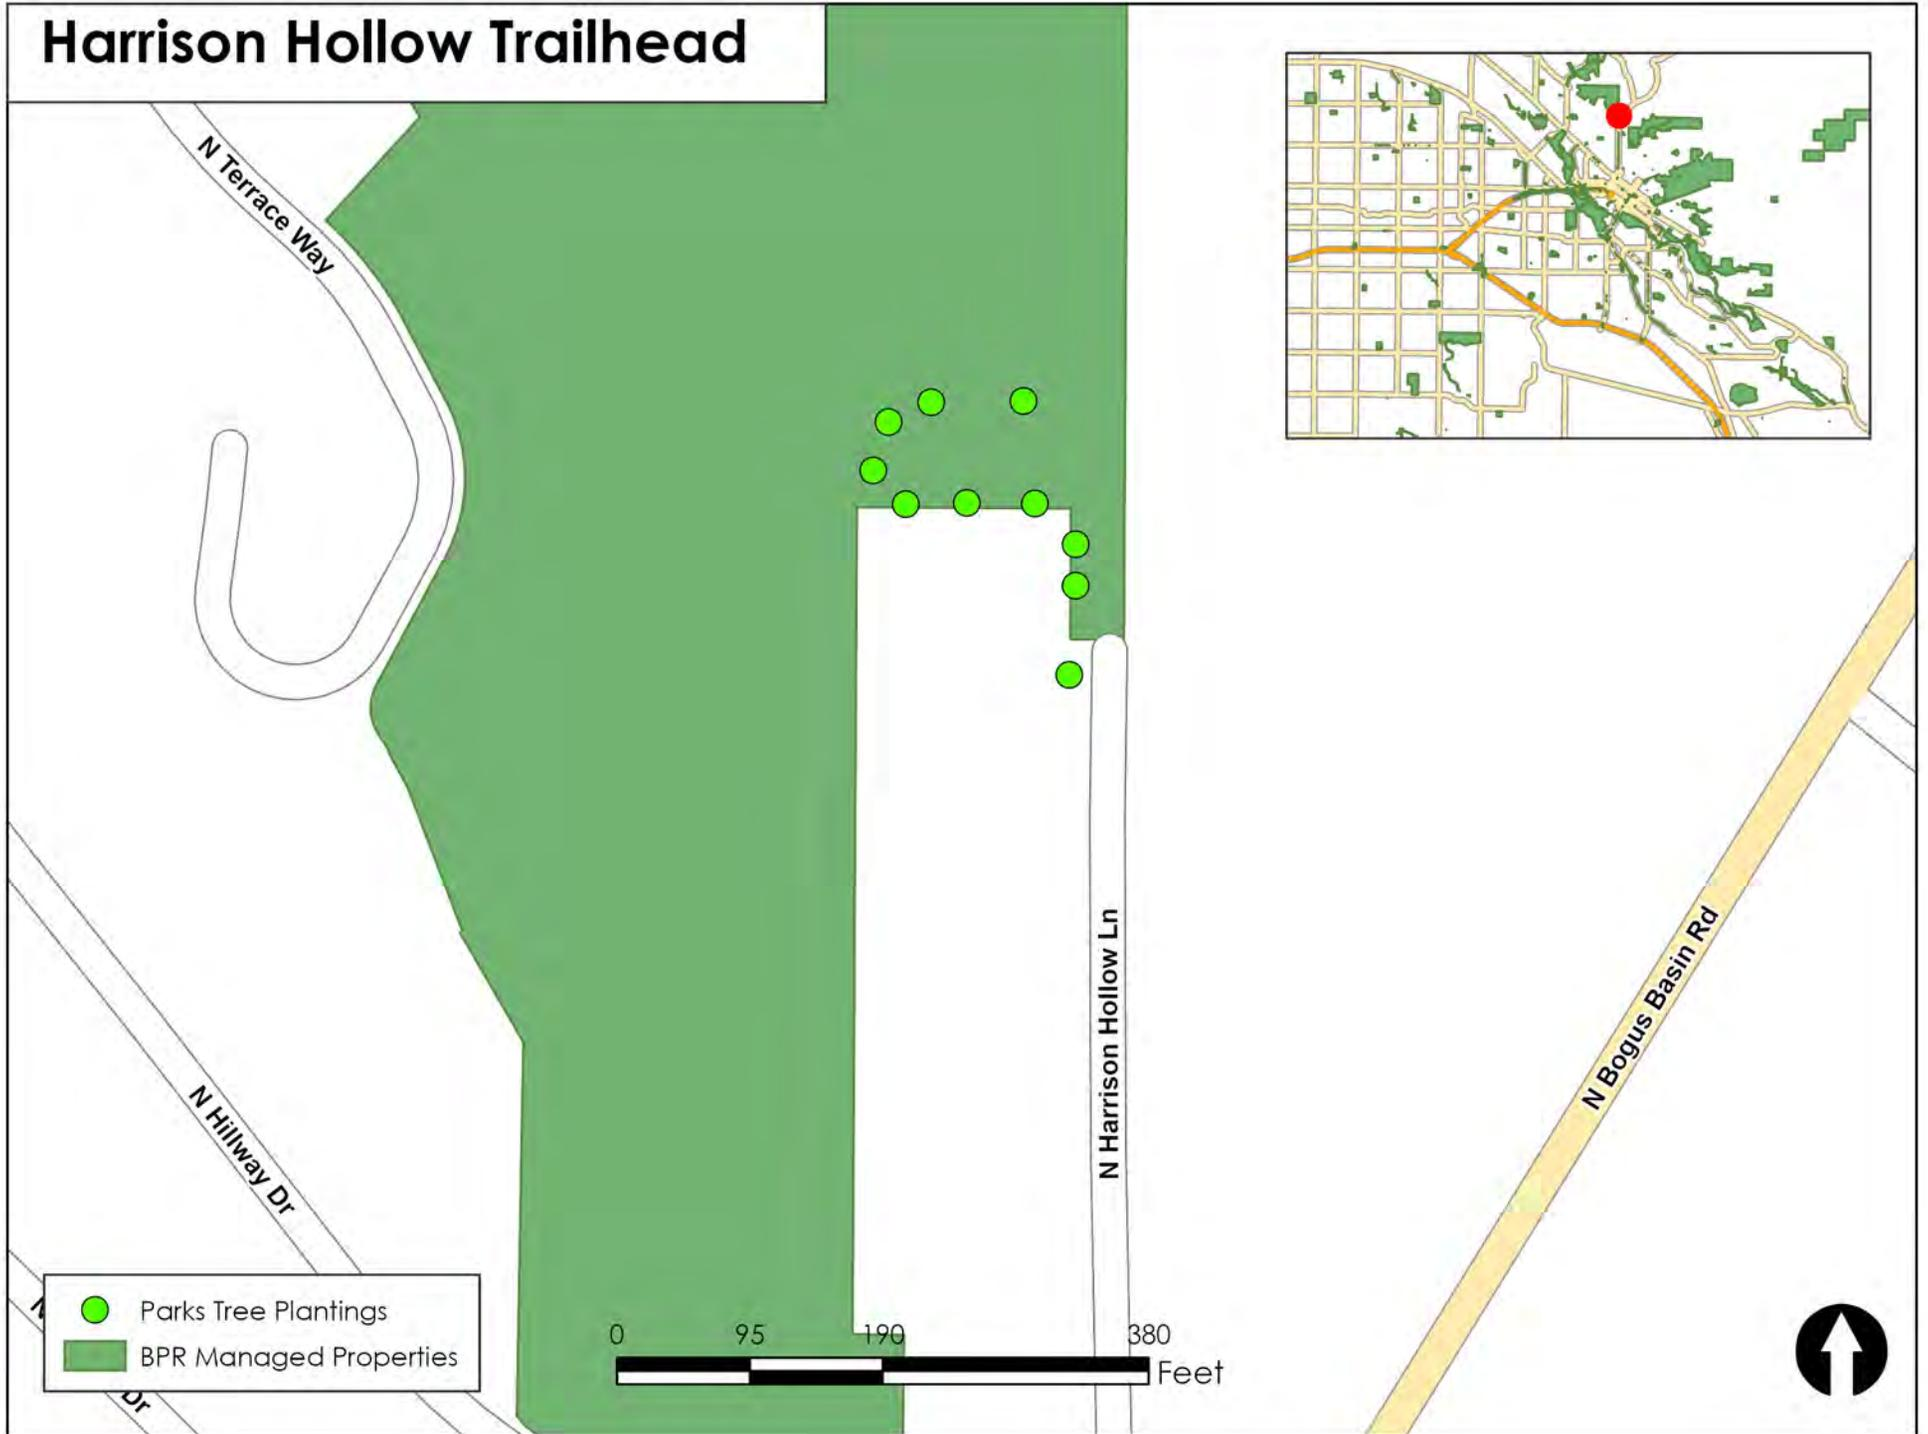 Harrison Hollow Trailhead
N Terrace Way
N Harrison Hollow Ln
N Bogus Basin Rd
N Hillway Dr
Parks Tree Plantings
BPR Managed Properties
Dr
0 95 190 380
Feet